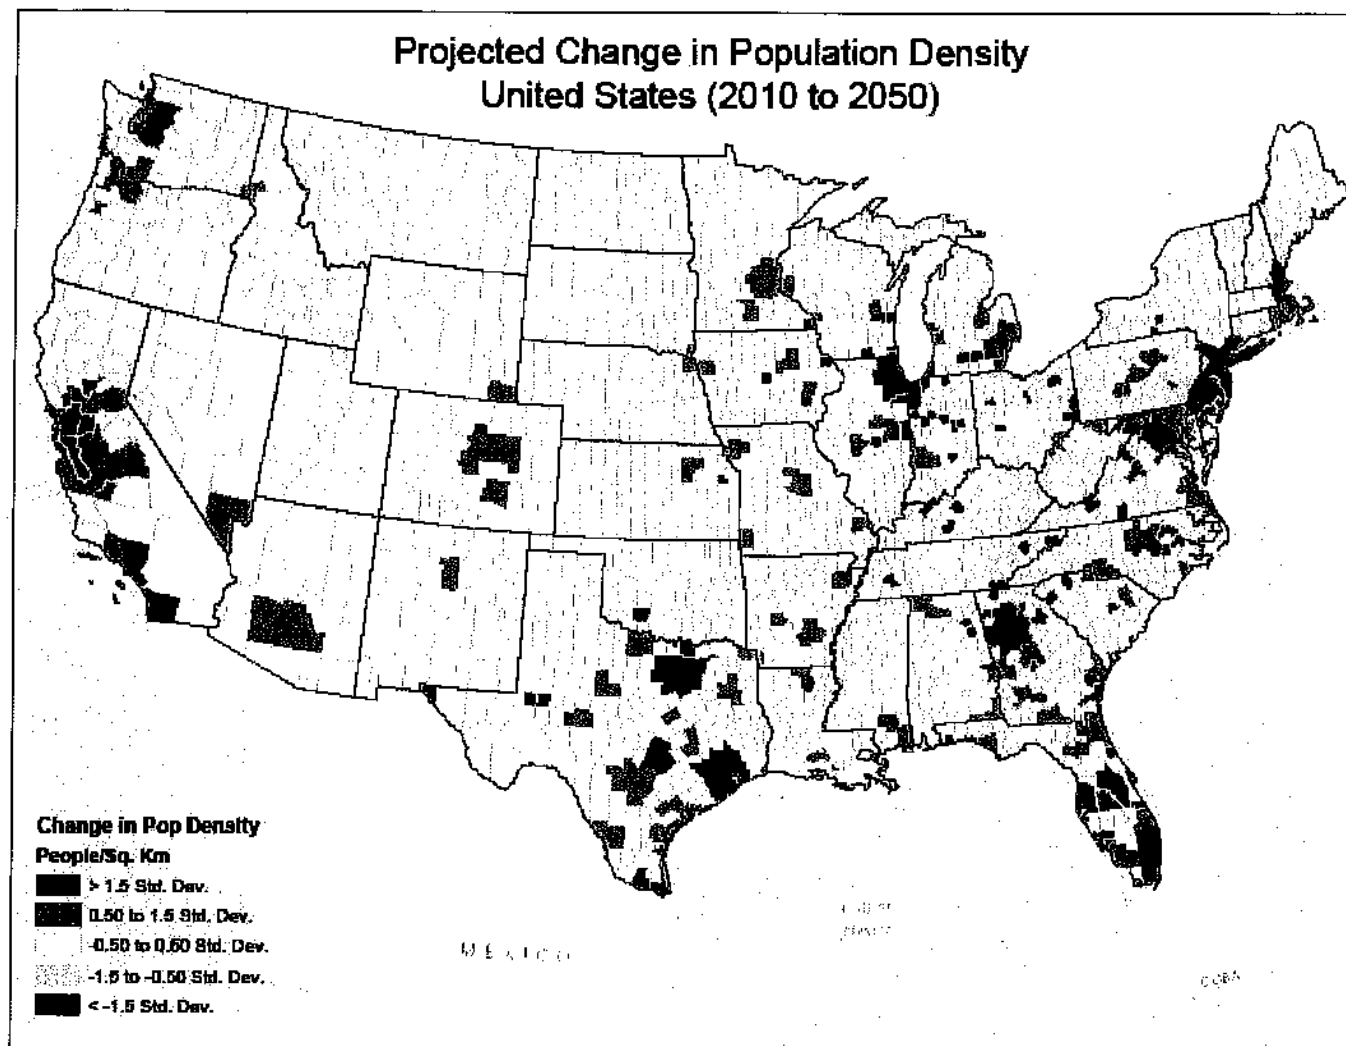 Projected Change in Population Density
United States (2010 to 2050)
Change in Pop Density
People/Sq. Km
> 1.5 Std. Dev.
0.50 to 1.5 Std. Dev.
-0.50 to 0.50 Std. Dev.
-1.5 to -0.50 Std. Dev.
< -1.5 Std. Dev.
MEXICO
CUBA